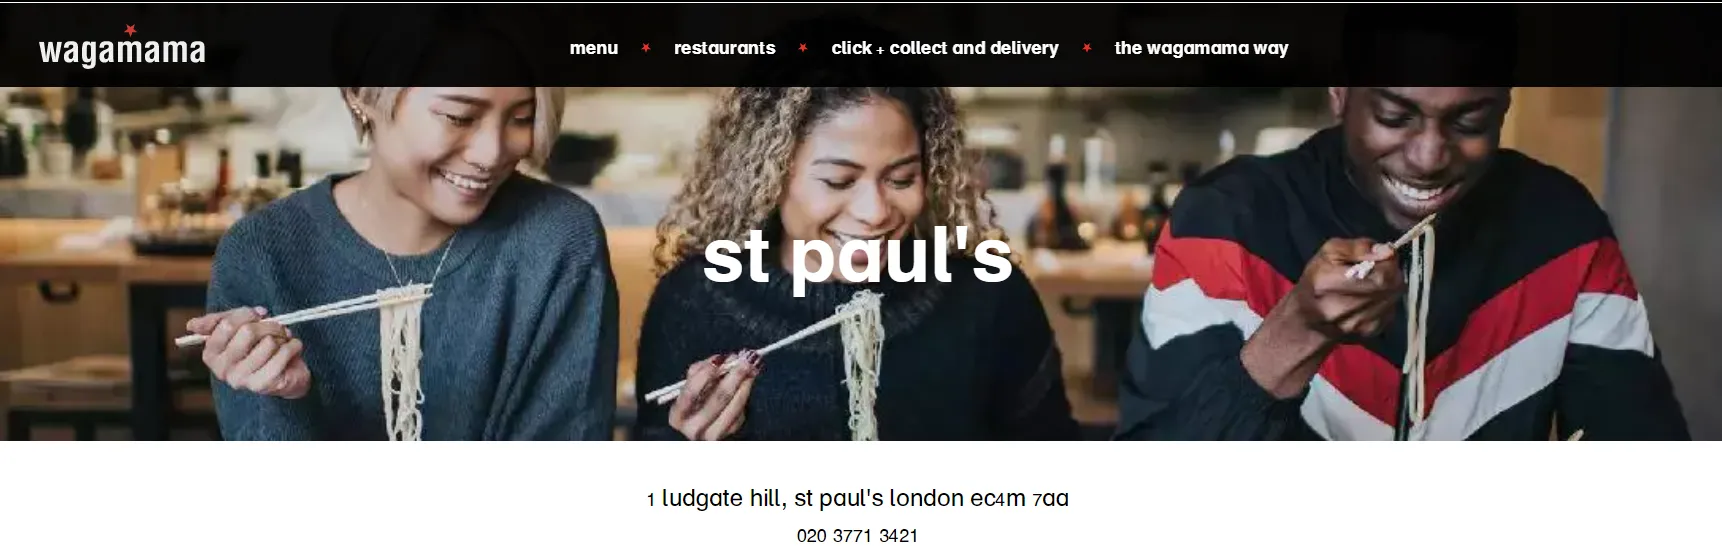 wagamama
menu ★ restaurants ★ click + collect and delivery ★ the wagamama way
st paul's
1 ludgate hill, st paul's london ec4m 7aa
020 3771 3421